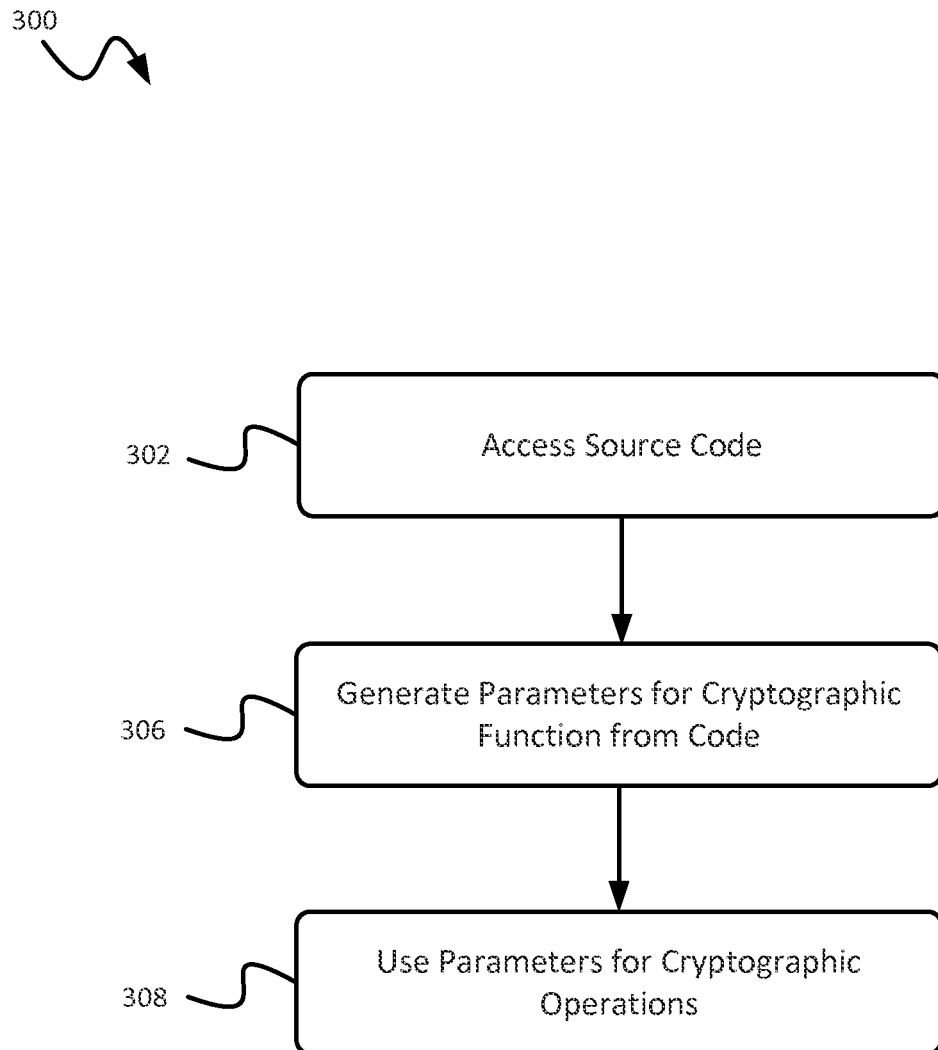 300
302
Access Source Code
306
Generate Parameters for Cryptographic
Function from Code
308
Use Parameters for Cryptographic
Operations